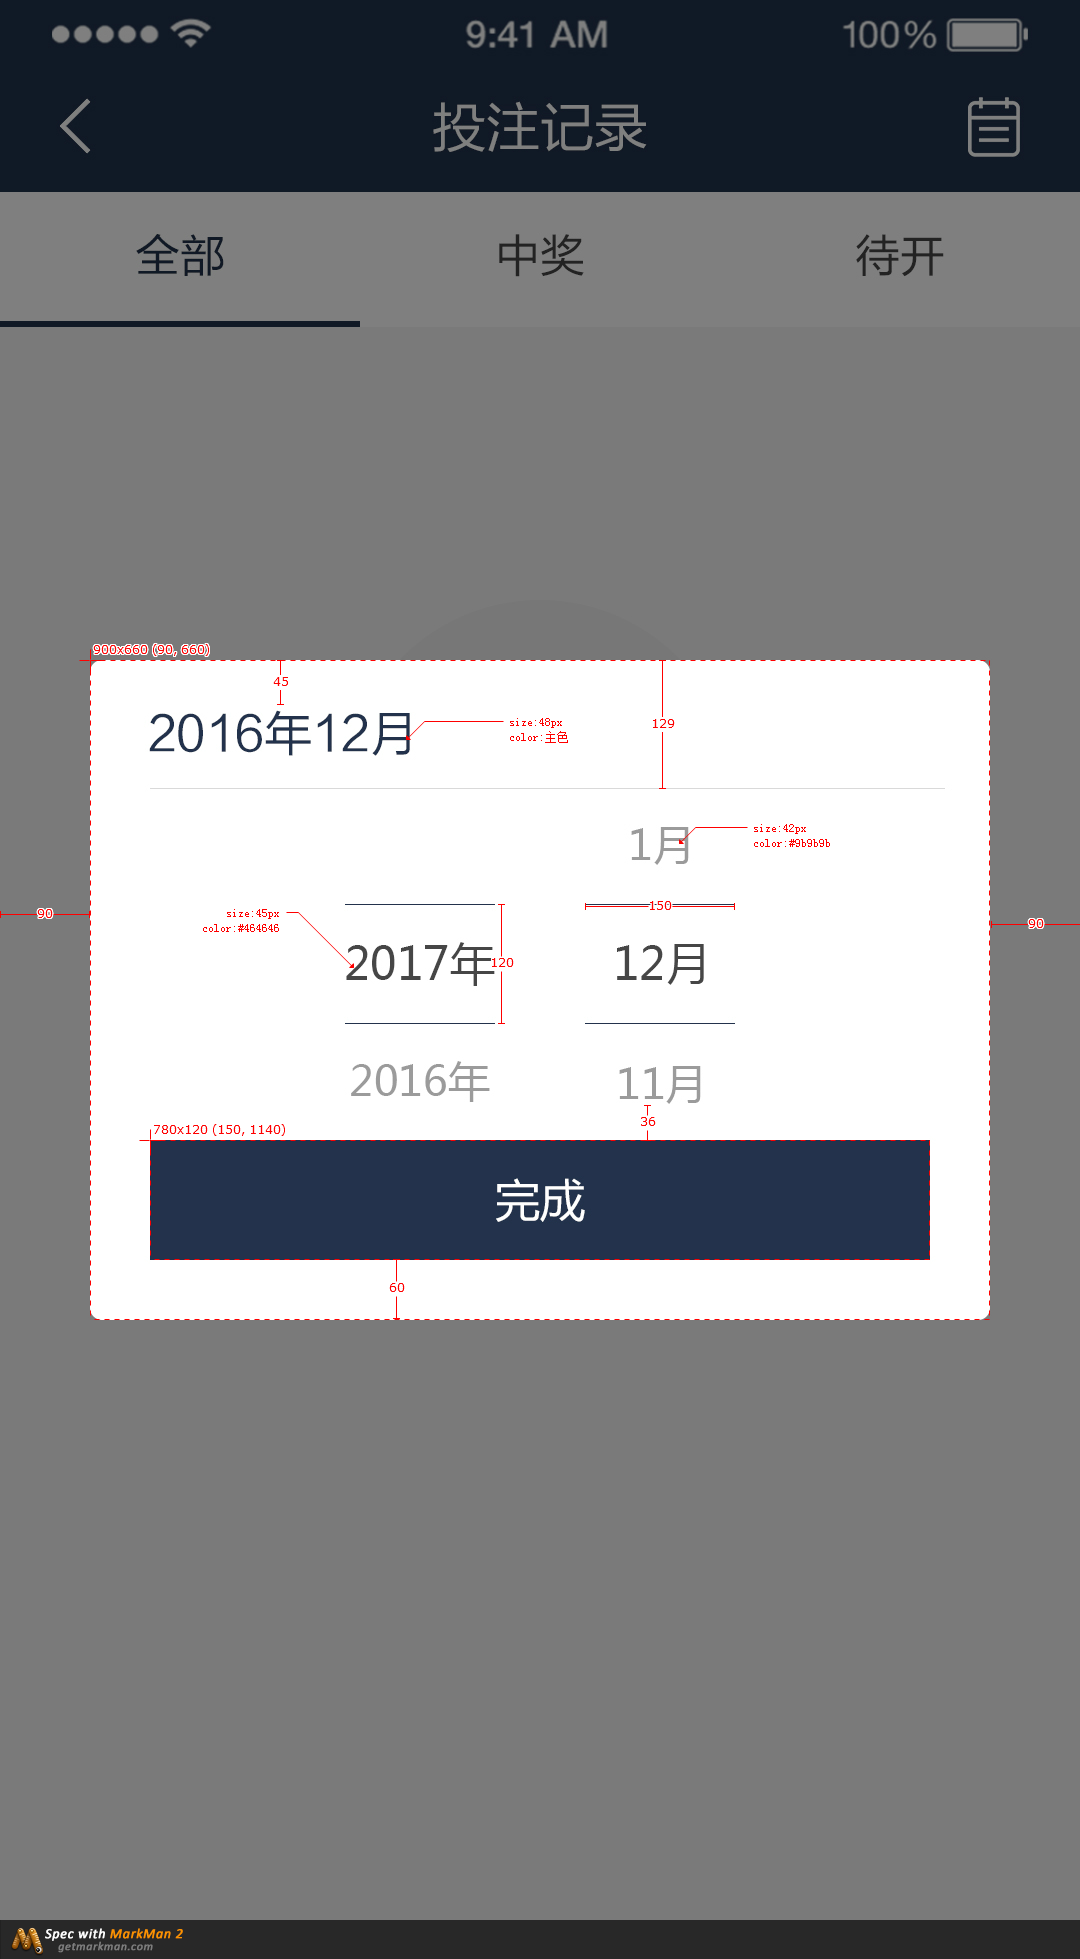 9:41 AM
100%
投注记录
全部
中奖
待开
900x660 (90, 660)
45
129
2016年12月
size:48px
color:主色
1月
size:42px
color:#9b9b9b
150
90
size:45px
color:#464646
2017年
120
12月
90
2016年
11月
36
780x120 (150, 1140)
完成
60
Spec with MarkMan 2
getmarkman.com